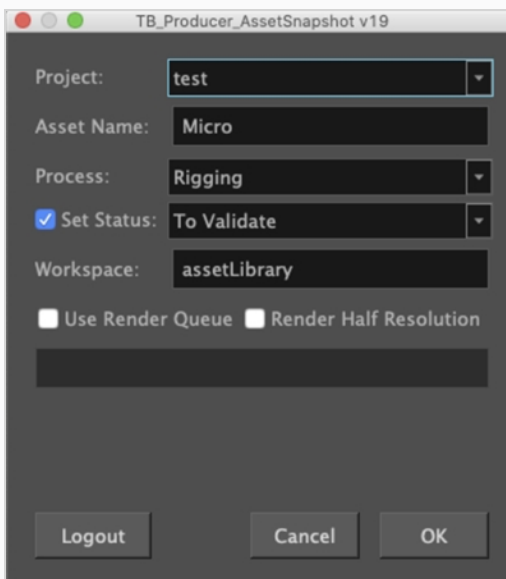 TB_Producer_AssetSnapshot v19
Project: test
Asset Name: Micro
Process: Rigging
Set Status: To Validate
Workspace: assetLibrary
Use Render Queue Render Half Resolution
Logout Cancel OK